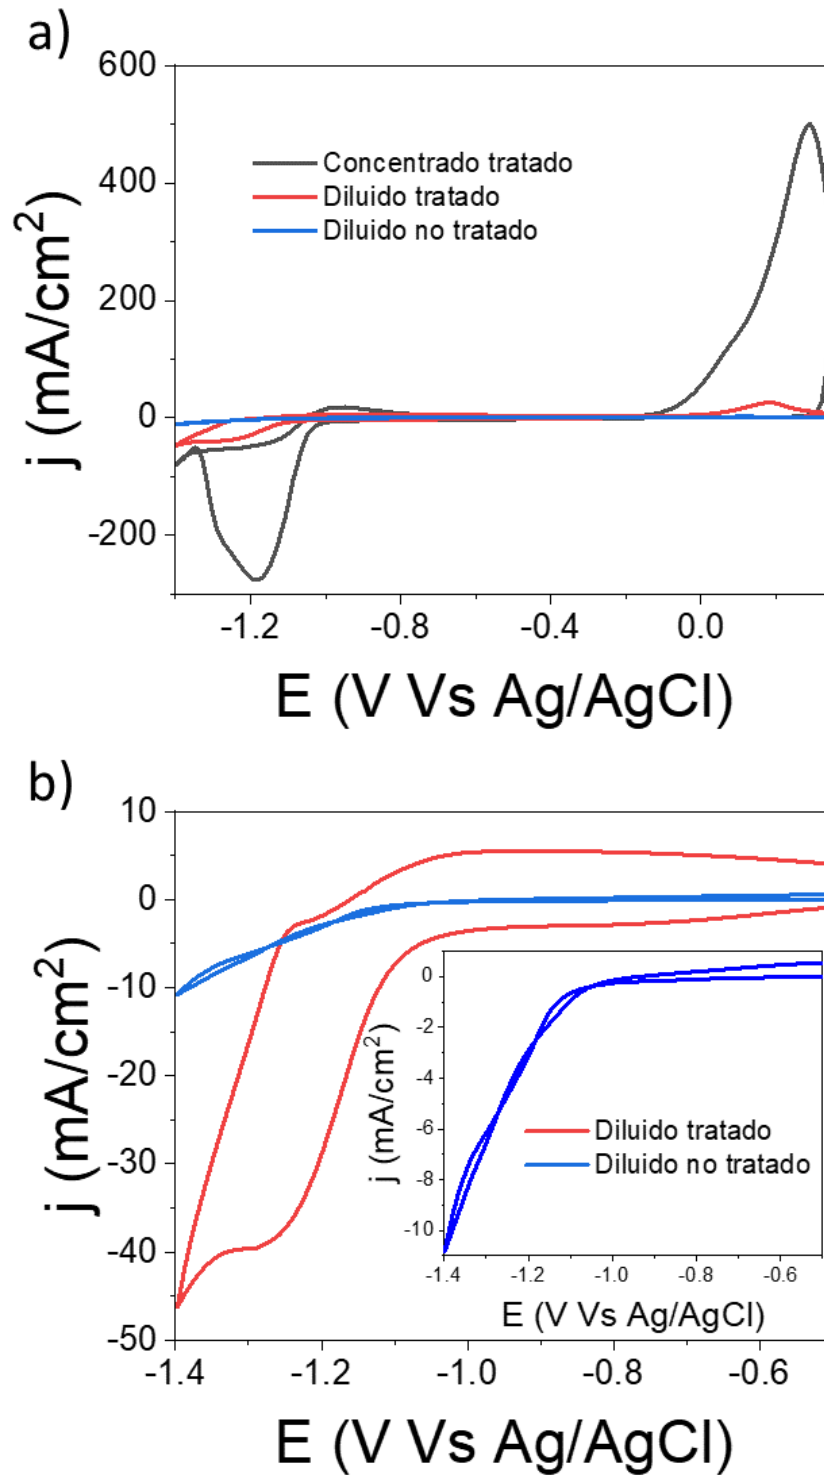 a)
600
400
200
0
-200
j (mA/cm²)
Concentrado tratado
Diluido tratado
Diluido no tratado
-1.2 -0.8 -0.4 0.0
E (V Vs Ag/AgCl)
b)
10
0
-10
-20
-30
-40
-50
j (mA/cm²)
0
-2
-4
-6
-8
-10
j (mA/cm²)
Diluido tratado
Diluido no tratado
-1.4 -1.2 -1.0 -0.8 -0.6
E (V Vs Ag/AgCl)
-1.4 -1.2 -1.0 -0.8 -0.6
E (V Vs Ag/AgCl)